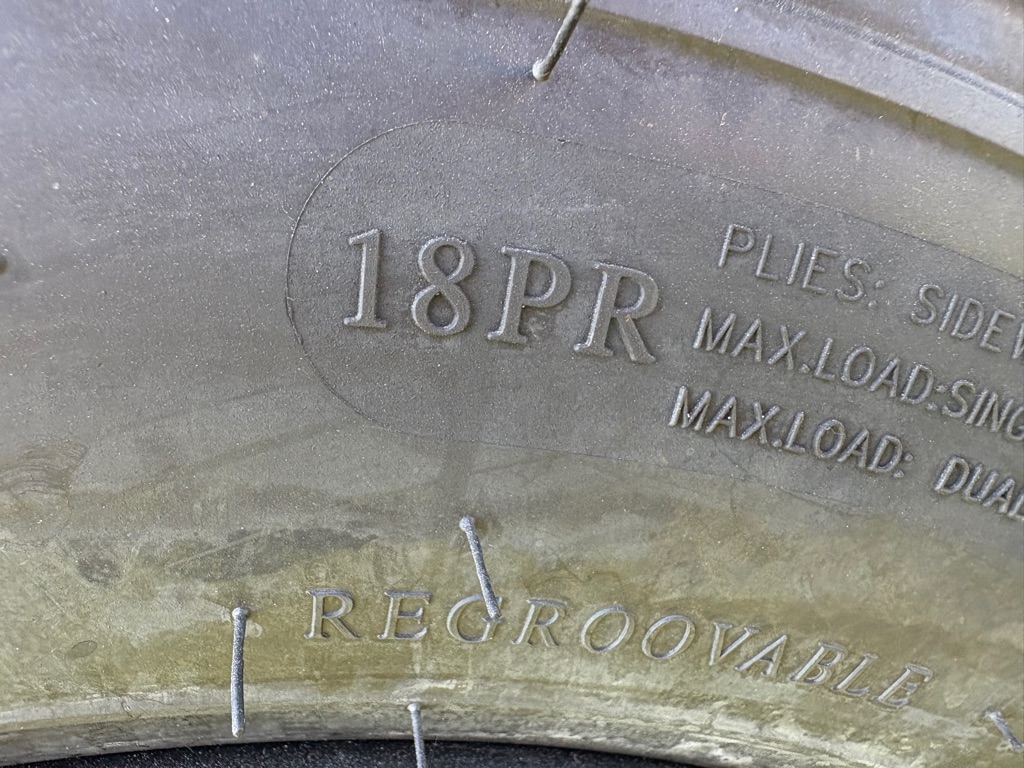 18PR
PLIES: SIDEW
MAX.LOAD:SING
MAX.LOAD: DUAL
REGROOVABLE